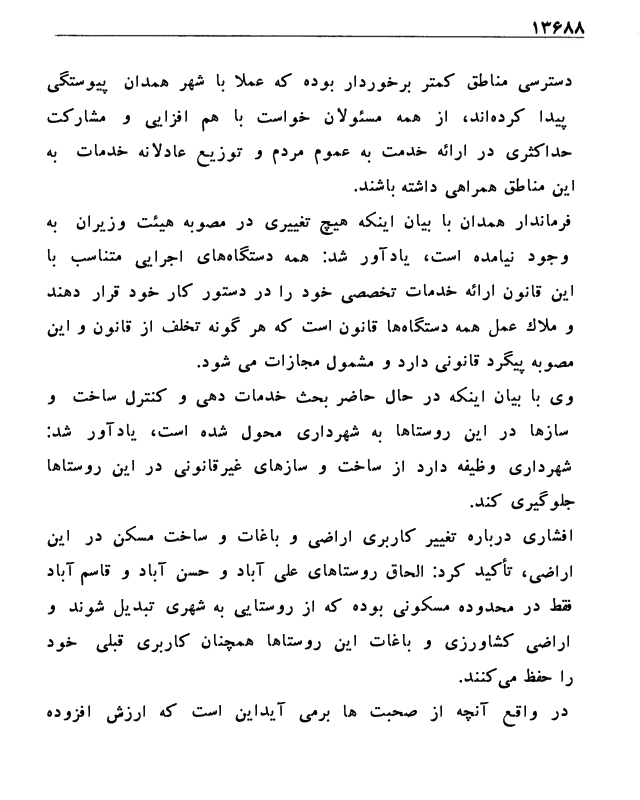 ۱۳۶۸۸
دسترسی مناطق کمتر برخوردار بوده که عملا با شهر همدان پیوستگی
پیدا کرده‌اند، از همه مسئولان خواست با هم افزایی و مشارکت
حداکثری در ارائه خدمت به عموم مردم و توزیع عادلانه خدمات به
این مناطق همراهی داشته باشند.
فرماندار همدان با بیان اینکه هیچ تغییری در مصوبه هیئت وزیران به
وجود نیامده است، یادآور شد: همه دستگاه‌های اجرایی متناسب با
این قانون ارائه خدمات تخصصی خود را در دستور کار خود قرار دهند
و ملاك عمل همه دستگاه‌ها قانون است که هر گونه تخلف از قانون و این
مصوبه پیگرد قانونی دارد و مشمول مجازات می شود.
وی با بیان اینکه در حال حاضر بحث خدمات دهی و کنترل ساخت و
سازها در این روستاها به شهرداری محول شده است، یادآور شد:
شهرداری وظیفه دارد از ساخت و سازهای غیرقانونی در این روستاها
جلوگیری کند.
افشاری درباره تغییر کاربری اراضی و باغات و ساخت مسکن در این
اراضی، تأکید کرد: الحاق روستاهای علی آباد و حسن آباد و قاسم آباد
فقط در محدوده مسکونی بوده که از روستایی به شهری تبدیل شوند و
اراضی کشاورزی و باغات این روستاها همچنان کاربری قبلی خود
را حفظ می‌کنند.
در واقع آنچه از صحبت ها برمی آیداین است که ارزش افزوده